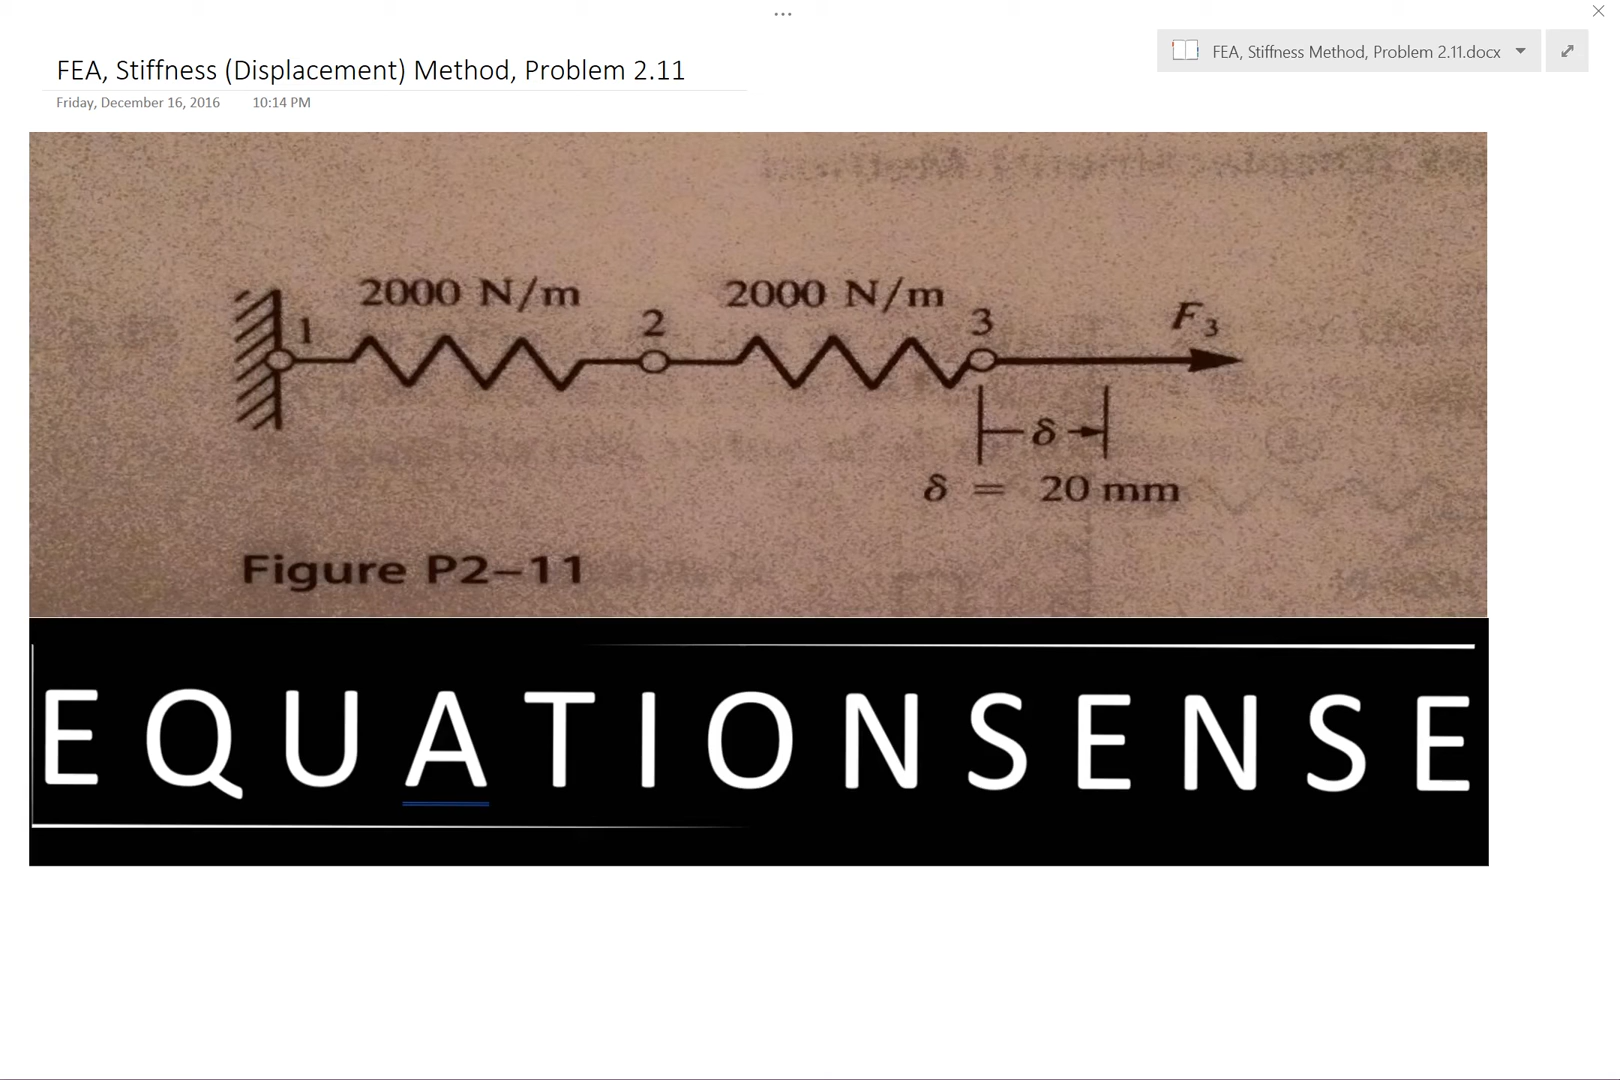 ...
FEA, Stiffness Method, Problem 2.11.docx
FEA, Stiffness (Displacement) Method, Problem 2.11
Friday, December 16, 2016 10:14 PM
2000 N/m 2000 N/m
1 2 3 F3
δ
δ = 20 mm
Figure P2–11
EQUATIONSENSE